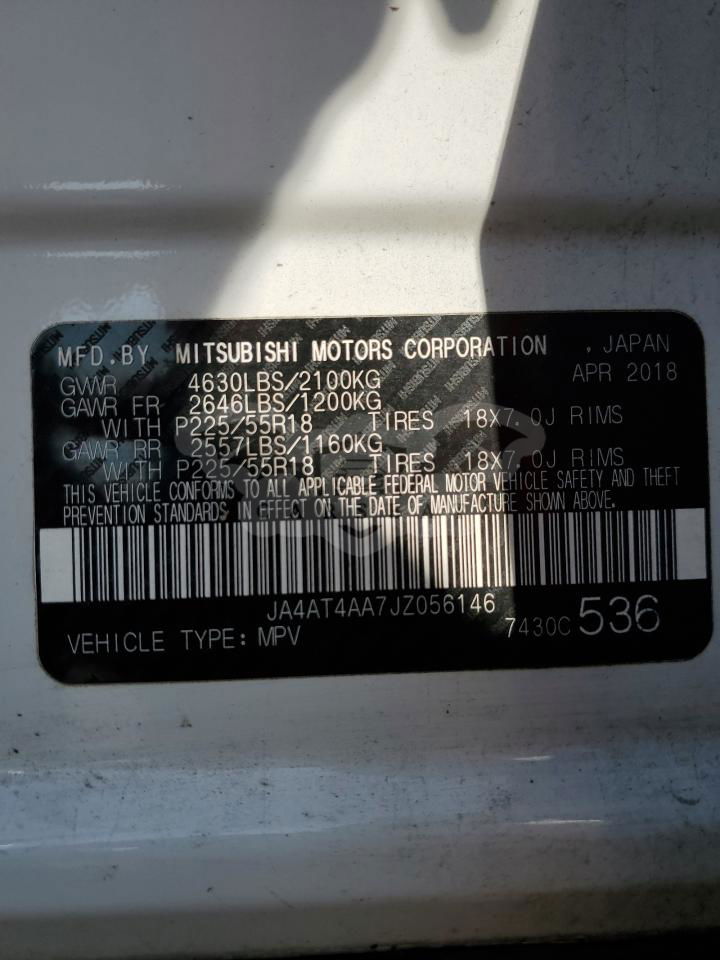 MFD.BY MITSUBISHI MOTORS CORPORATION , JAPAN
GVWR 4630LBS/2100KG APR 2018
GAWR FR 2646LBS/1200KG
WITH P225/55R18 TIRES 18X7.0J RIMS
GAWR RR 2557LBS/1160KG
WITH P225/55R18 TIRES 18X7.0J RIMS
THIS VEHICLE CONFORMS TO ALL APPLICABLE FEDERAL MOTOR VEHICLE SAFETY AND THEFT
PREVENTION STANDARDS IN EFFECT ON THE DATE OF MANUFACTURE SHOWN ABOVE.
JA4AT4AA7JZ056146
VEHICLE TYPE: MPV 7430C 536